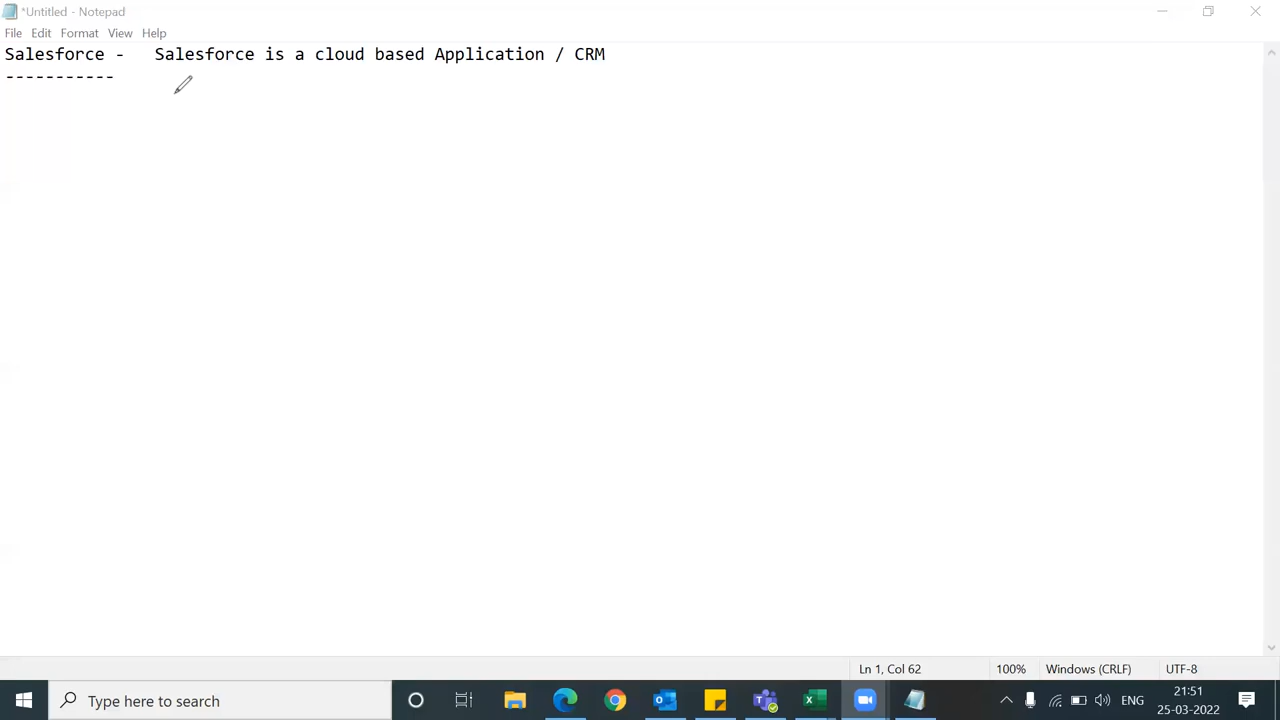 *Untitled - Notepad
File Edit Format View Help
Salesforce -   Salesforce is a cloud based Application / CRM
-----------
Ln 1, Col 62 100% Windows (CRLF) UTF-8
Type here to search ENG 21:51
25-03-2022